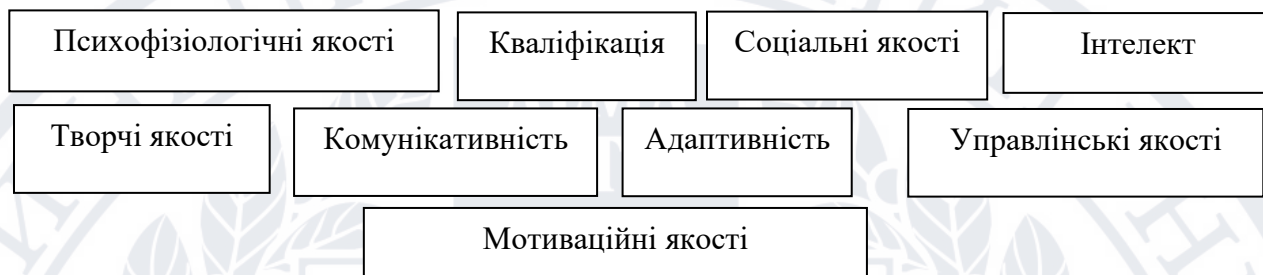 Психофізіологічні якості Кваліфікація Соціальні якості Інтелект
Творчі якості Комунікативність Адаптивність Управлінські якості
Мотиваційні якості